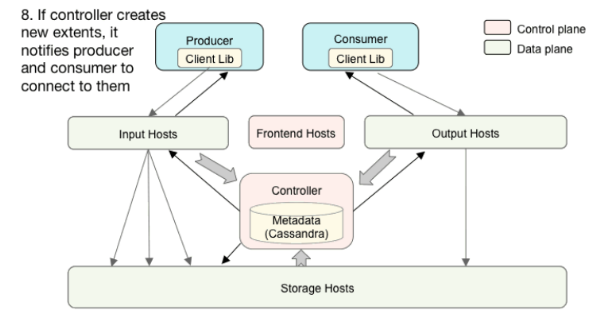 8. If controller creates
new extents, it
notifies producer
and consumer to
connect to them
Producer
Client Lib
Consumer
Client Lib
Control plane
Data plane
Input Hosts
Frontend Hosts
Output Hosts
Controller
Metadata
(Cassandra)
Storage Hosts